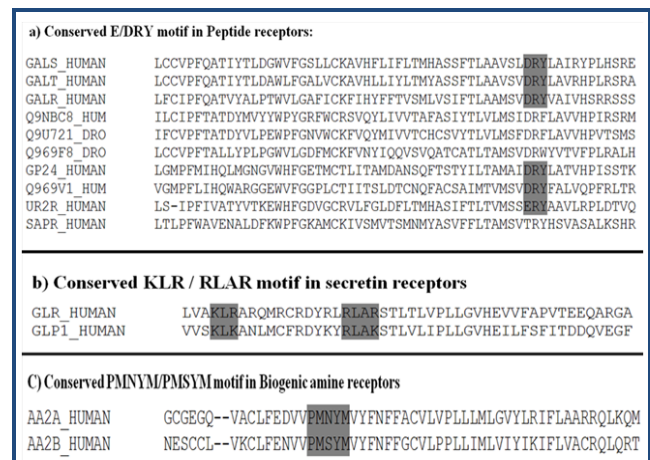 a) Conserved E/DRY motif in Peptide receptors:
GALS_HUMAN LCCVPFQATIYTLDGWVFGSLLCKAVHFLIFLTMHASSFTLAAVSLDRYLAIRYPLHSRE
GALT_HUMAN LCCVPFQATIYTLDAWLFGALVCKAVHLLIYLTMYASSFTLAAVSVDRYLAVRHPLRSRA
GALR_HUMAN LFCIPFQATVYALPTWVLGAFICKFIHYFFTVSMLVSIFTLAAMSVDRYVAIVHSRRSSS
Q9NBC8_HUM ILCIPFTATDYMVYYWPYGRFWCRSVQYLIVVTAFASIYTLVLMSIDRFLAVVHPIRSRM
Q9U721_DRO IFCVPFTATDYVLPEWPFGNVWCKFVQYMIVVTCHCSVYTLVLMSFDRFLAVVHPVTSMS
Q969F8_DRO LCCVPFTALLYPLPGWVLGDFMCKFVNYIQQVSVQATCATLTAMSVDRWYVTVFPLRALH
GP24_HUMAN LGMPFMIHQLMGNGVWHFGETMCTLITAMDANSQFTSTYILTAMAIDRYLATVHPISSTK
Q969V1_HUM VGMPFLIHQWARGGEWVFGGPLCTIITSLDTCNQFACSAIMTVMSVDRYFALVQPFRLTR
UR2R_HUMAN LS-IPFIVATYVTKEWHFGDVGCRVLFGLDFLTMHASIFTLTVMSSERYAAVLRPLDTVQ
SAPR_HUMAN LTLPFWAVENALDFKWPFGKAMCKIVSMVTSMNMYASVFFLTAMSVTRYHSVASALKSHR
b) Conserved KLR / RLAR motif in secretin receptors
GLR_HUMAN LVAKLRARQMRCRDYRLRLARSTLTLVPLLGVHEVVFAPVTEEQARGA
GLP1_HUMAN VVSKLKANLMCFRDYKYRLAKSTLVLIPLLGVHEILFSFITDDQVEGF
C) Conserved PMNYM/PMSYM motif in Biogenic amine receptors
AA2A_HUMAN GCGEGQ--VACLFEDVVPMNYMVYFNFFACVLVPLLLMLGVYLRIFLAARRQLKQM
AA2B_HUMAN NESCCL--VKCLFENVVPMSYMVYFNFFGCVLPPLLIMLVIYIKIFLVACRQLQRT